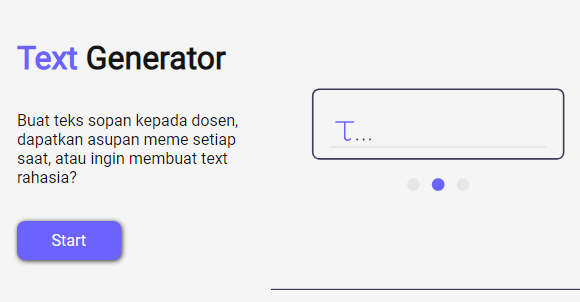 Text Generator
Buat teks sopan kepada dosen,
dapatkan asupan meme setiap
saat, atau ingin membuat text
rahasia?
Start